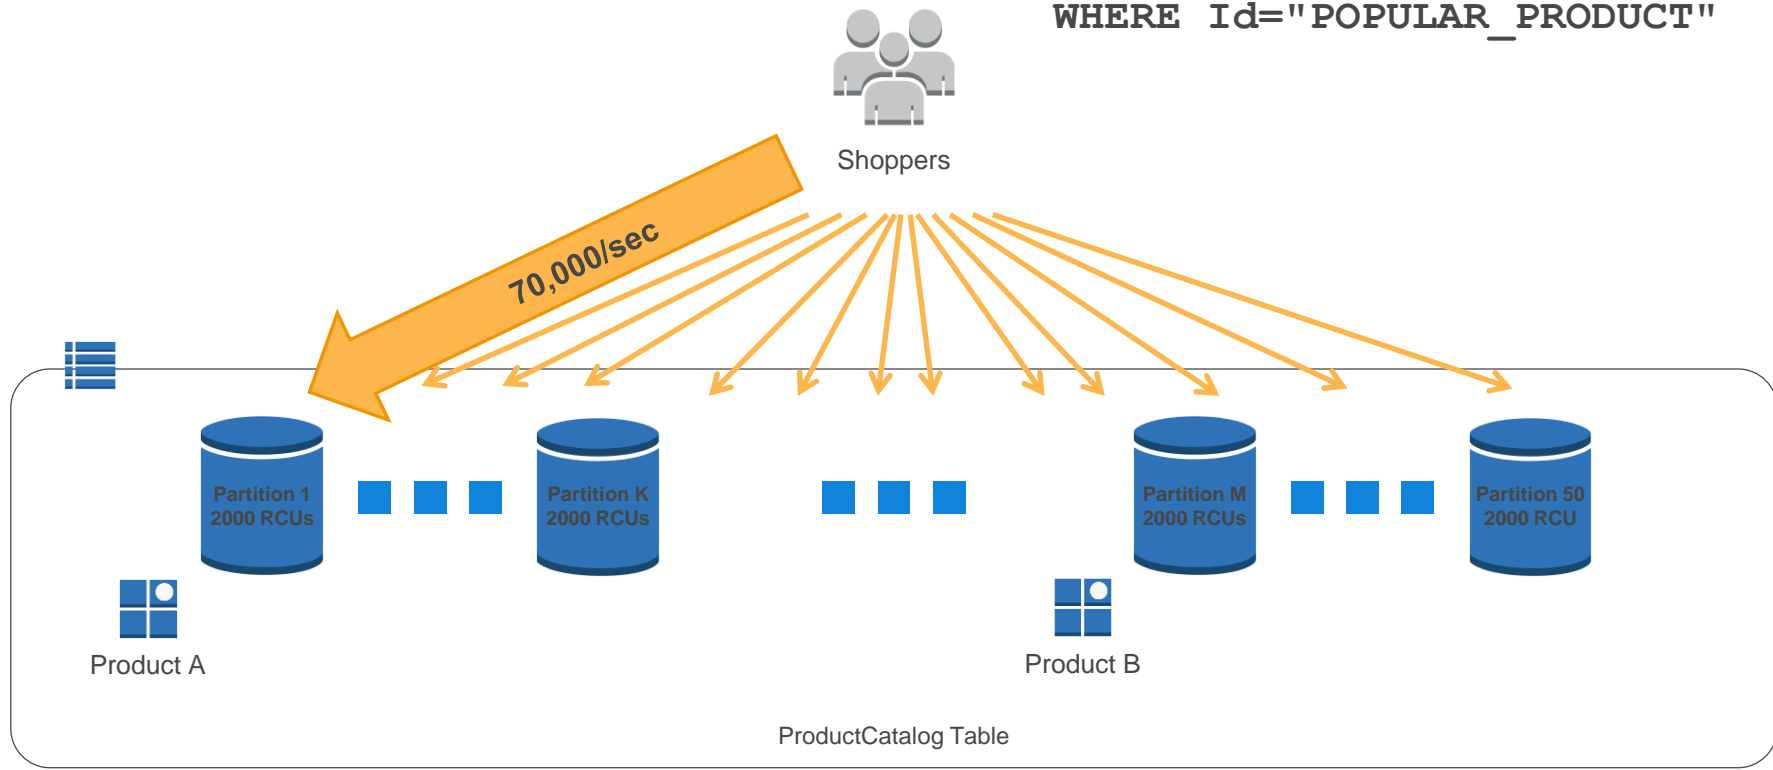 WHERE Id="POPULAR_PRODUCT"
Shoppers
70,000/sec
Partition 1
2000 RCUs
Partition K
2000 RCUs
Partition M
2000 RCUs
Partition 50
2000 RCU
Product A
Product B
ProductCatalog Table